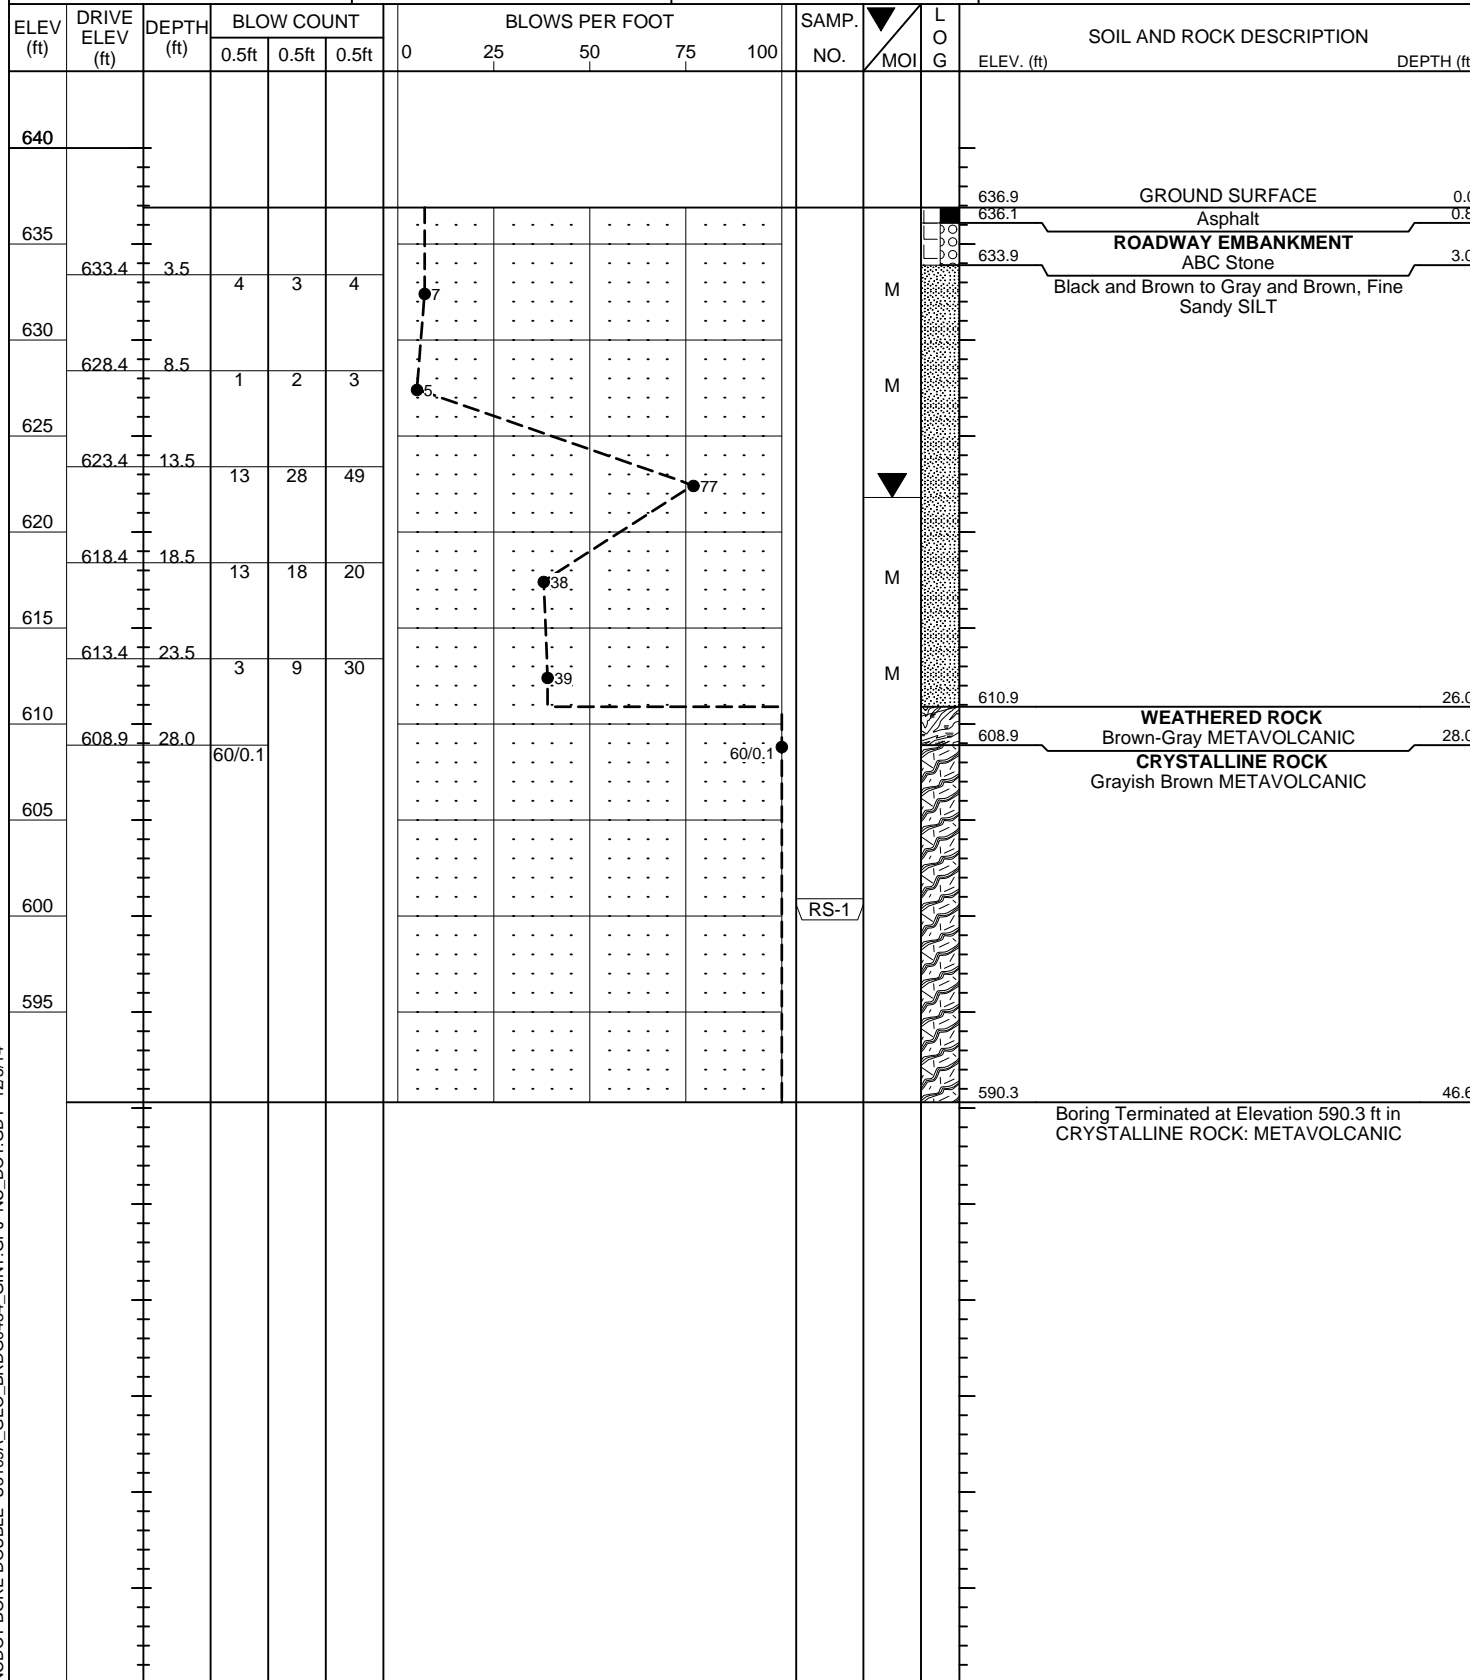 ELEV (ft) DRIVE ELEV (ft) DEPTH (ft) BLOW COUNT BLOWS PER FOOT SAMP. NO. MOI LOG SOIL AND ROCK DESCRIPTION
0.5ft 0.5ft 0.5ft 0 25 50 75 100 ELEV. (ft) DEPTH (ft
640
636.9 GROUND SURFACE 0.0
636.1 Asphalt 0.8
635
ROADWAY EMBANKMENT
633.9 ABC Stone 3.0
633.4 3.5
4 3 4 7 M
Black and Brown to Gray and Brown, Fine
Sandy SILT
630
628.4 8.5
1 2 3 5 M
625
623.4 13.5
13 28 49 77
620
618.4 18.5
13 18 20 38 M
615
613.4 23.5
3 9 30 39 M
610.9 26.0
610
WEATHERED ROCK
608.9 28.0 608.9 Brown-Gray METAVOLCANIC 28.0
60/0.1 60/0.1
CRYSTALLINE ROCK
Grayish Brown METAVOLCANIC
605
600
RS-1
595
590.3 46.6
Boring Terminated at Elevation 590.3 ft in
CRYSTALLINE ROCK: METAVOLCANIC